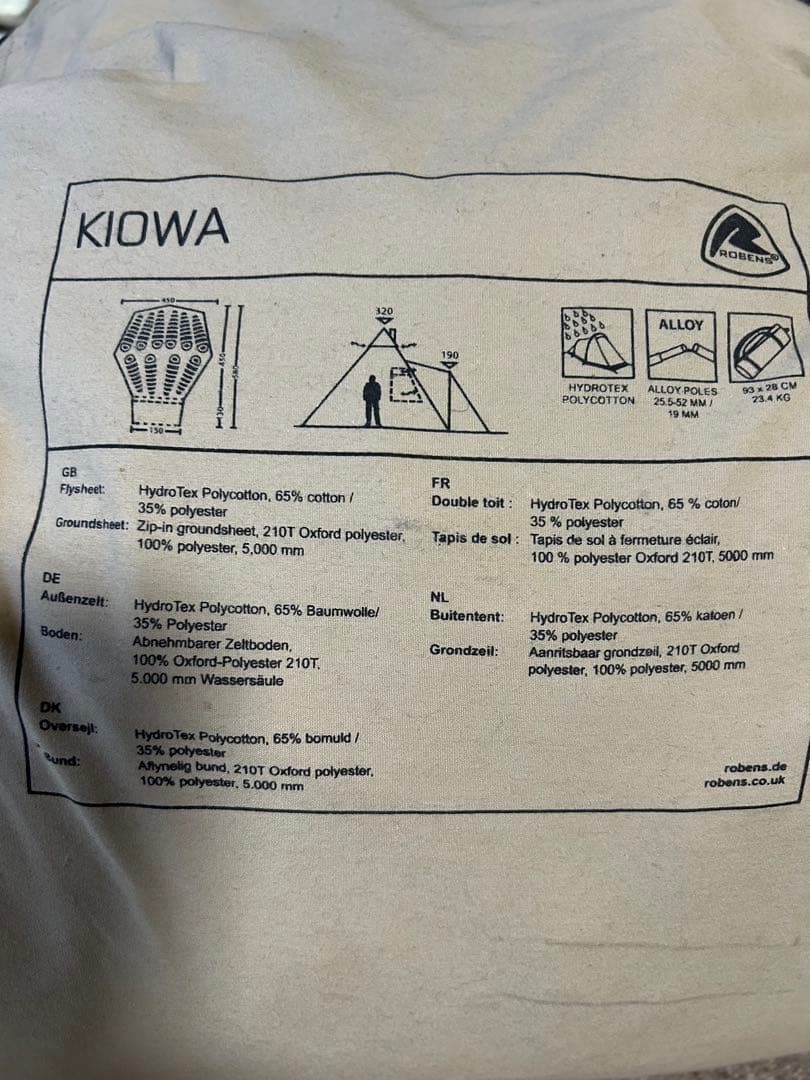 KIOWA
ROBENS®
450
450
580
130
150
320
190
HYDROTEX
POLYCOTTON
ALLOY
ALLOY POLES
25.5-52 MM /
19 MM
93 x 28 CM
23.4 KG
GB
Flysheet: HydroTex Polycotton, 65% cotton /
35% polyester
Groundsheet: Zip-in groundsheet, 210T Oxford polyester,
100% polyester, 5,000 mm
DE
Außenzelt: HydroTex Polycotton, 65% Baumwolle/
35% Polyester
Boden: Abnehmbarer Zeltboden,
100% Oxford-Polyester 210T,
5.000 mm Wassersäule
DK
Oversejl: HydroTex Polycotton, 65% bomuld /
35% polyester
Bund: Aftynelig bund, 210T Oxford polyester,
100% polyester, 5.000 mm
FR
Double toit : HydroTex Polycotton, 65 % coton/
35 % polyester
Tapis de sol : Tapis de sol à fermeture éclair,
100 % polyester Oxford 210T, 5000 mm
NL
Buitentent: HydroTex Polycotton, 65% katoen /
35% polyester
Grondzeil: Aanritsbaar grondzeil, 210T Oxford
polyester, 100% polyester, 5000 mm
robens.de
robens.co.uk